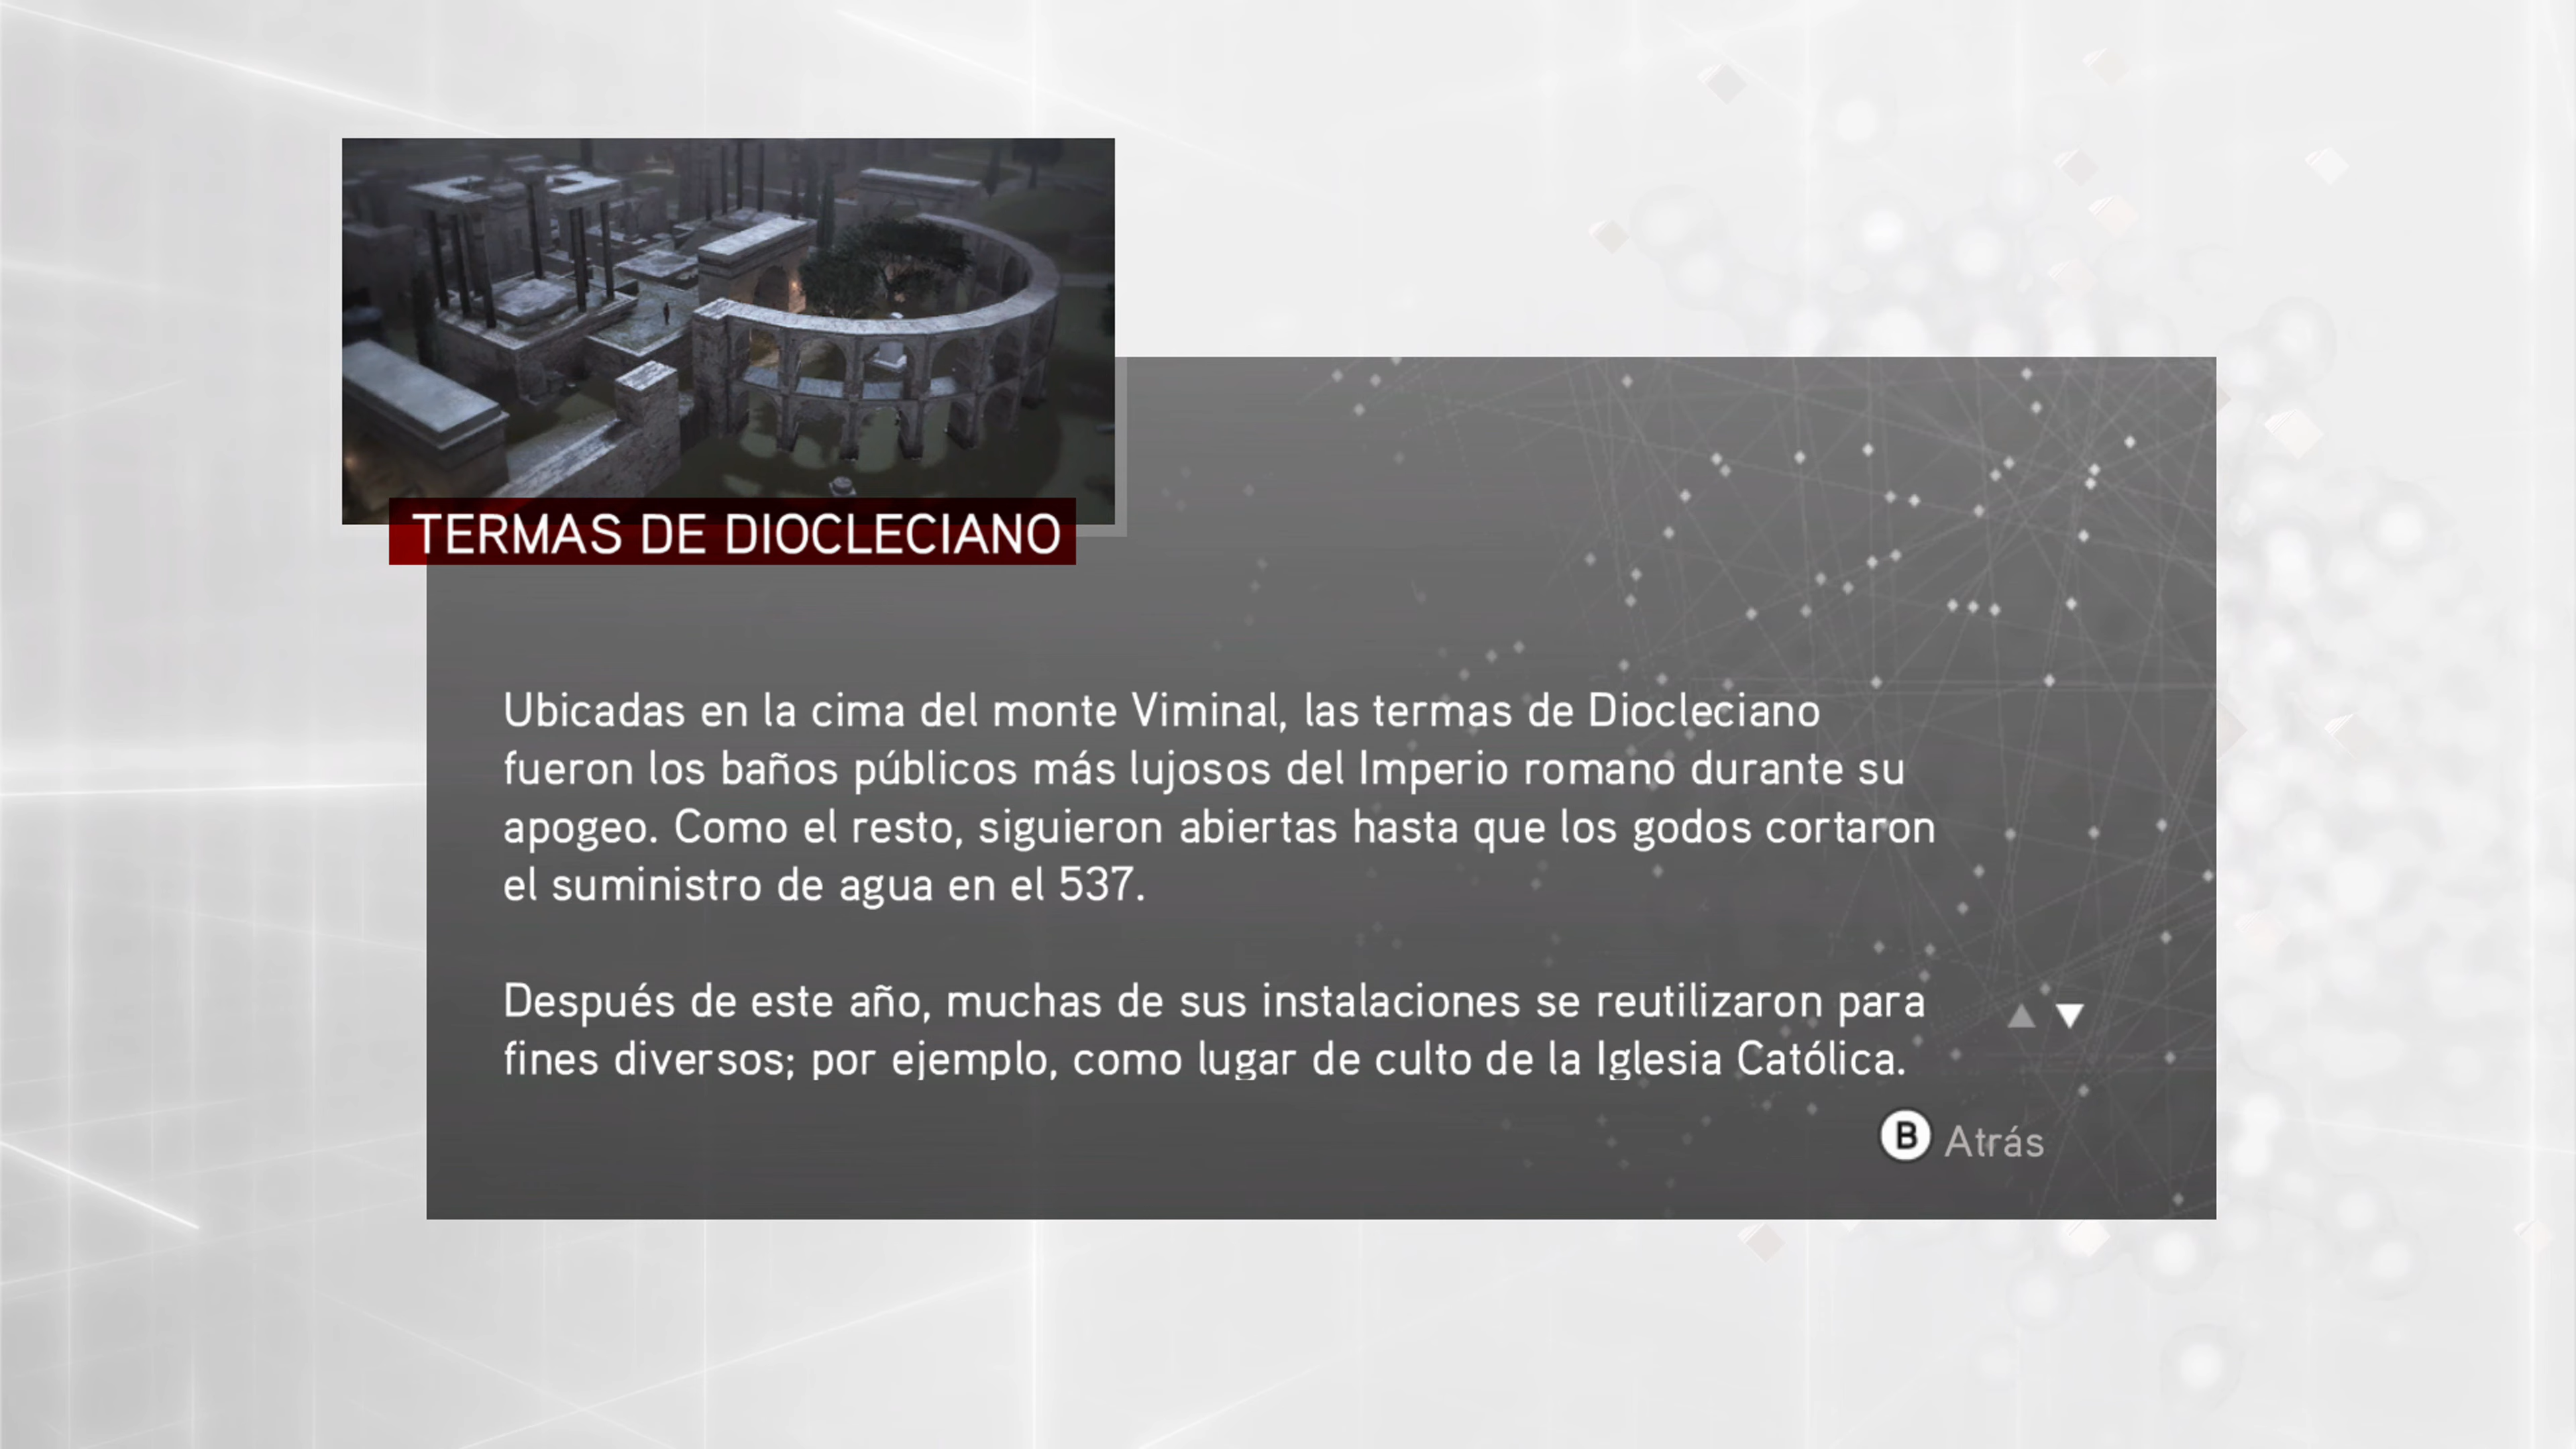 TERMAS DE DIOCLECIANO
Ubicadas en la cima del monte Viminal, las termas de Diocleciano
fueron los baños públicos más lujosos del Imperio romano durante su
apogeo. Como el resto, siguieron abiertas hasta que los godos cortaron
el suministro de agua en el 537.
Después de este año, muchas de sus instalaciones se reutilizaron para
fines diversos; por ejemplo, como lugar de culto de la Iglesia Católica.
B Atrás